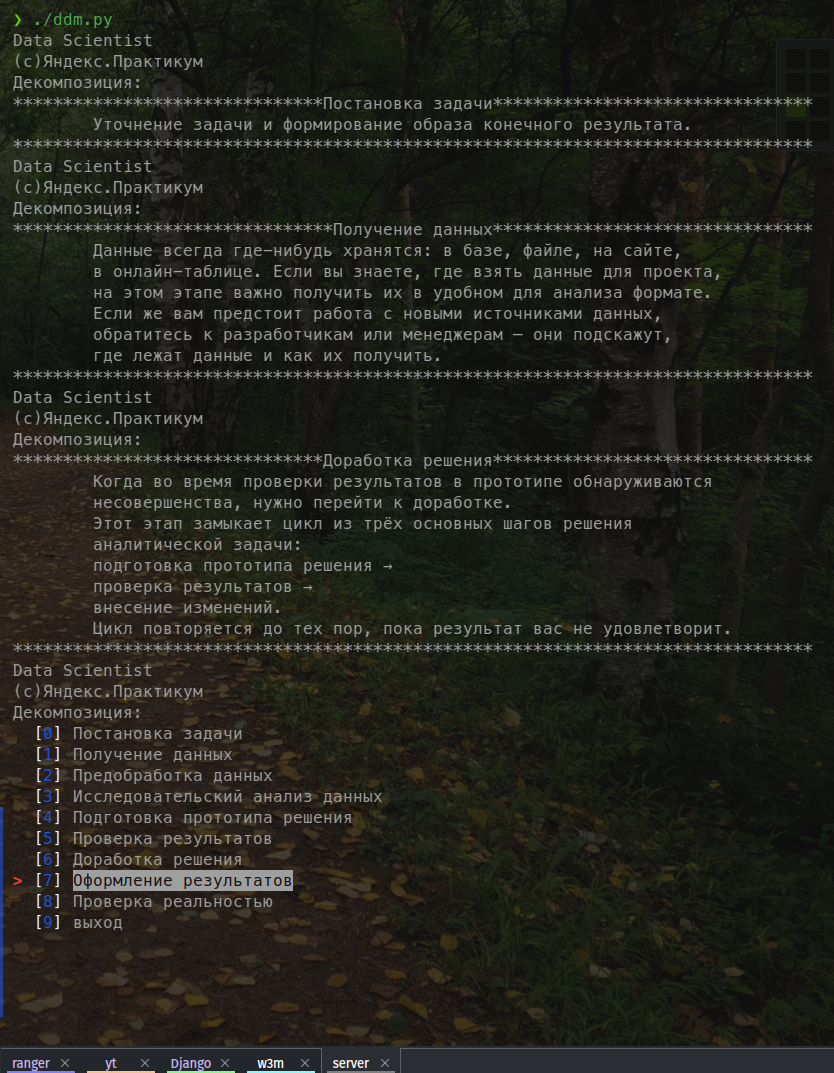 ❯ ./ddm.py
Data Scientist
(c)Яндекс.Практикум
Декомпозиция:
*******************************Постановка задачи********************************
Уточнение задачи и формирование образа конечного результата.
********************************************************************************
Data Scientist
(c)Яндекс.Практикум
Декомпозиция:
********************************Получение данных********************************
Данные всегда где-нибудь хранятся: в базе, файле, на сайте,
в онлайн-таблице. Если вы знаете, где взять данные для проекта,
на этом этапе важно получить их в удобном для анализа формате.
Если же вам предстоит работа с новыми источниками данных,
обратитесь к разработчикам или менеджерам — они подскажут,
где лежат данные и как их получить.
********************************************************************************
Data Scientist
(c)Яндекс.Практикум
Декомпозиция:
*******************************Доработка решения********************************
Когда во время проверки результатов в прототипе обнаруживаются
несовершенства, нужно перейти к доработке.
Этот этап замыкает цикл из трёх основных шагов решения
аналитической задачи:
подготовка прототипа решения →
проверка результатов →
внесение изменений.
Цикл повторяется до тех пор, пока результат вас не удовлетворит.
********************************************************************************
Data Scientist
(c)Яндекс.Практикум
Декомпозиция:
[0] Постановка задачи
[1] Получение данных
[2] Предобработка данных
[3] Исследовательский анализ данных
[4] Подготовка прототипа решения
[5] Проверка результатов
[6] Доработка решения
> [7] Оформление результатов
[8] Проверка реальностью
[9] выход
ranger × yt × Django × w3m × server ×